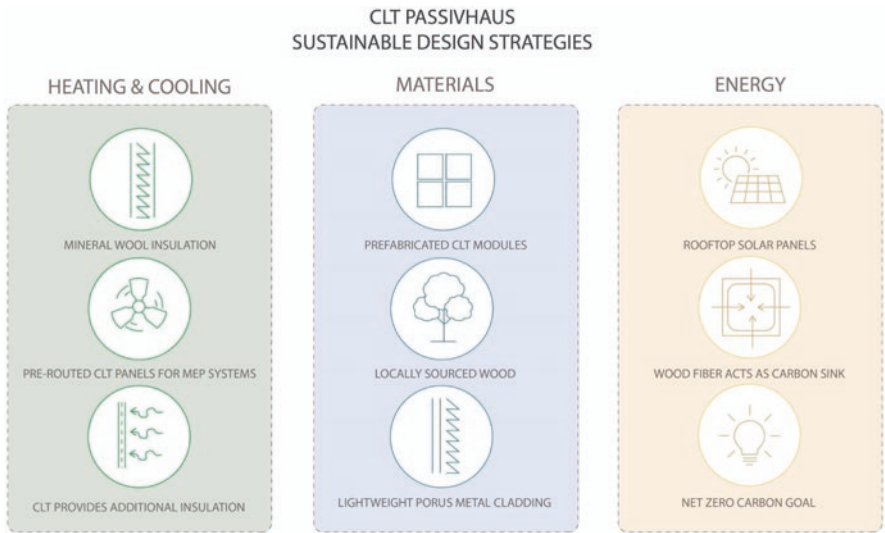 CLT PASSIVHAUS
SUSTAINABLE DESIGN STRATEGIES
HEATING & COOLING
MINERAL WOOL INSULATION
PRE-ROUTED CLT PANELS FOR MEP SYSTEMS
CLT PROVIDES ADDITIONAL INSULATION
MATERIALS
PREFABRICATED CLT MODULES
LOCALLY SOURCED WOOD
LIGHTWEIGHT PORUS METAL CLADDING
ENERGY
ROOFTOP SOLAR PANELS
WOOD FIBER ACTS AS CARBON SINK
NET ZERO CARBON GOAL